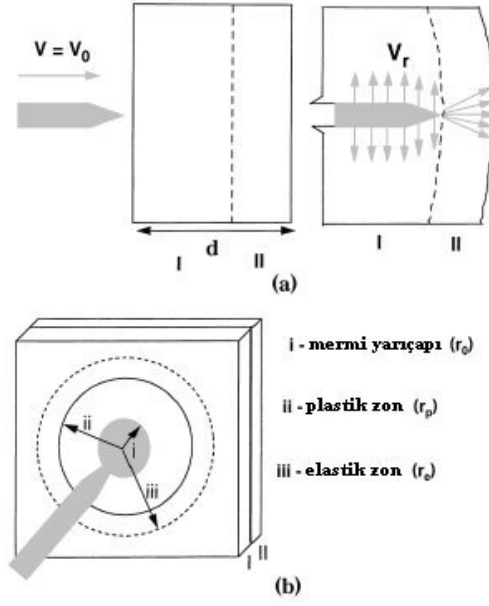 V = V₀
Vᵣ
d
I
II
I
II
(a)
i - mermi yarıçapı (r₀)
ii
ii - plastik zon (rₚ)
i
iii
iii - elastik zon (rₑ)
I
II
(b)